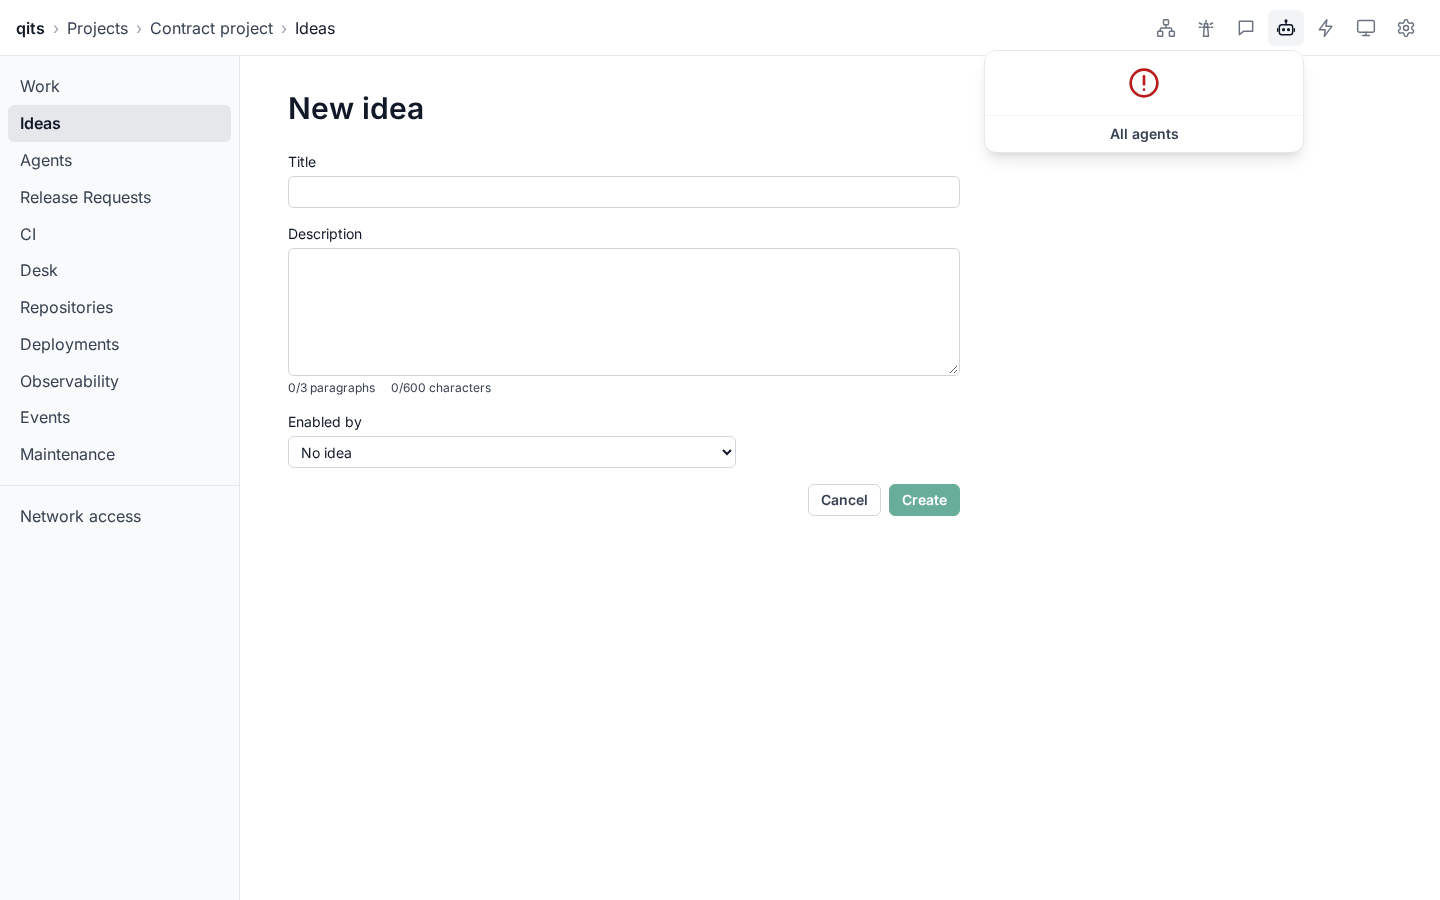 qits › Projects › Contract project › Ideas
All agents
Work
Ideas
Agents
Release Requests
CI
Desk
Repositories
Deployments
Observability
Events
Maintenance
Network access
New idea
Title
Description
0/3 paragraphs 0/600 characters
Enabled by
No idea
Cancel Create